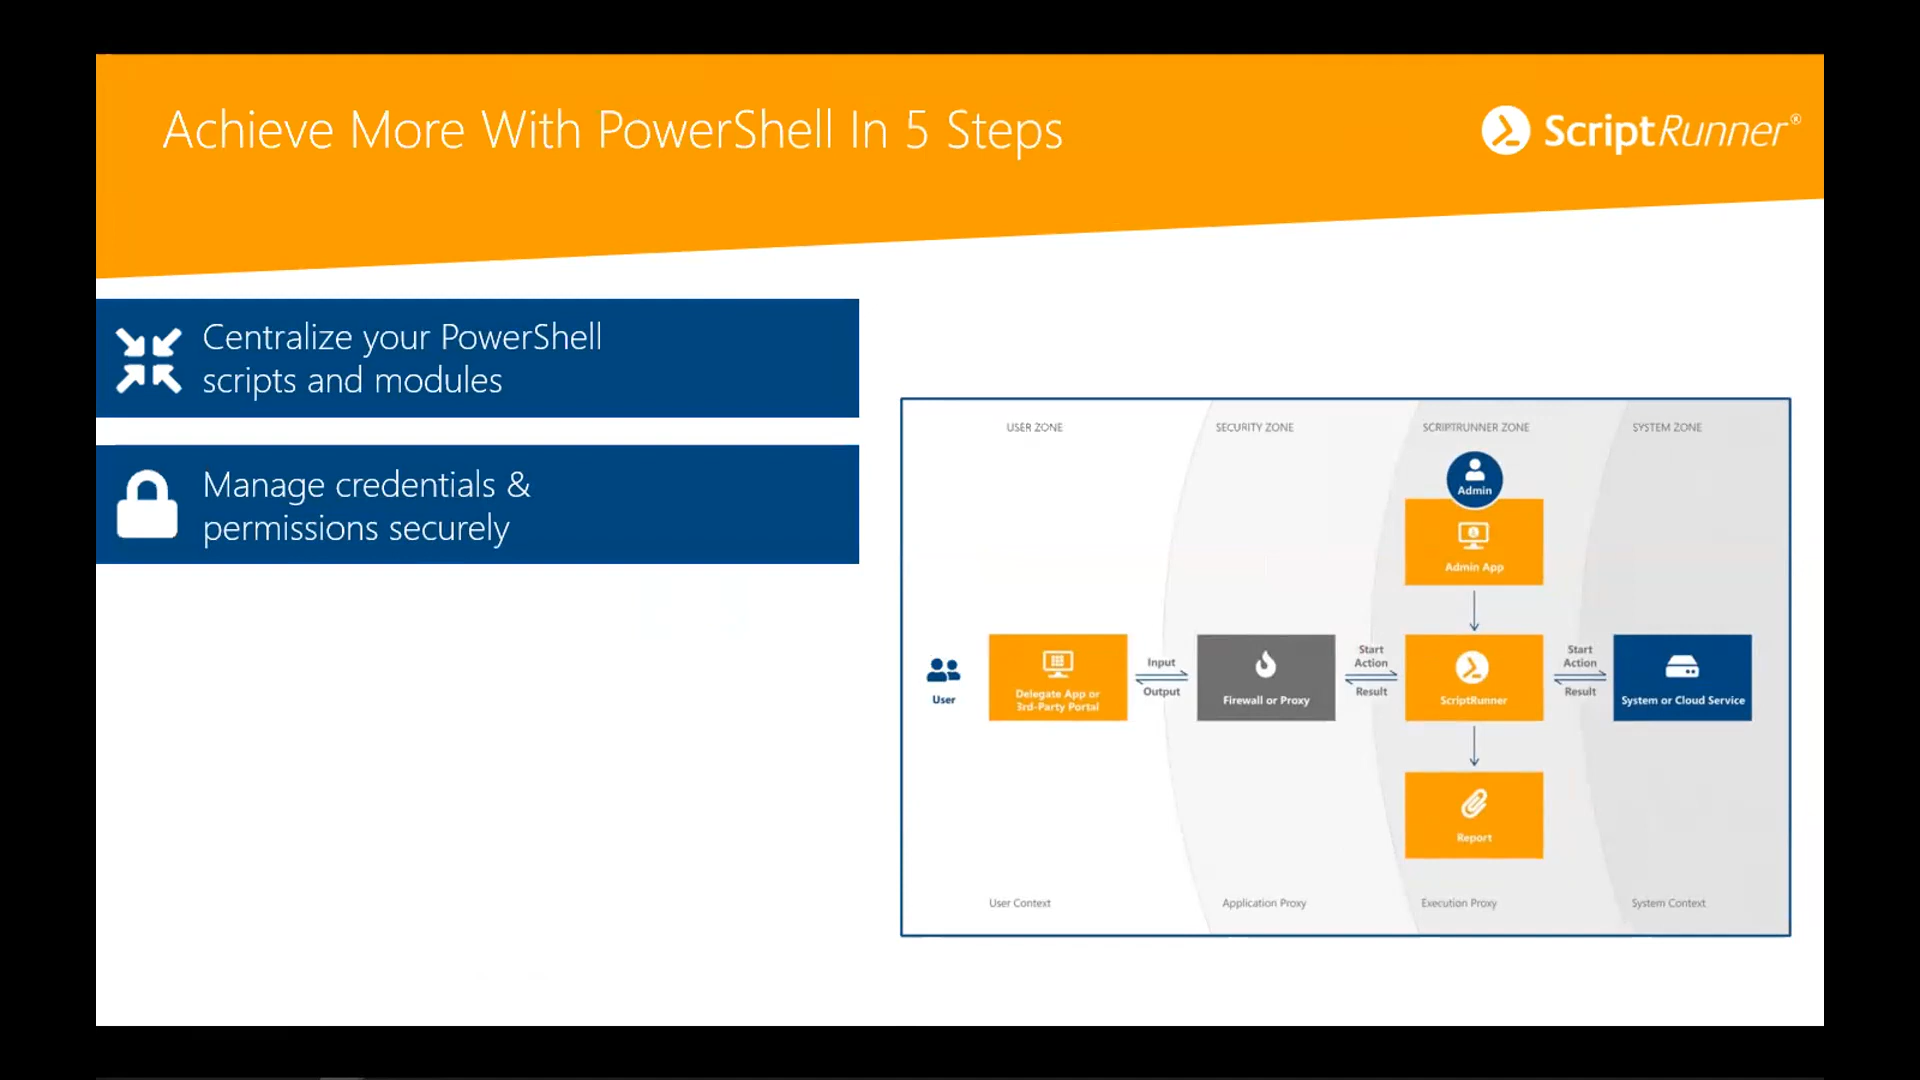 Achieve More With PowerShell In 5 Steps
ScriptRunner®
Centralize your PowerShell
scripts and modules
Manage credentials &
permissions securely
USER ZONE
SECURITY ZONE
SCRIPTRUNNER ZONE
SYSTEM ZONE
Admin
Admin App
User
Delegate App or
3rd-Party Portal
Input
Output
Firewall or Proxy
Start
Action
Result
ScriptRunner
Start
Action
Result
System or Cloud Service
Report
User Context
Application Proxy
Execution Proxy
System Context